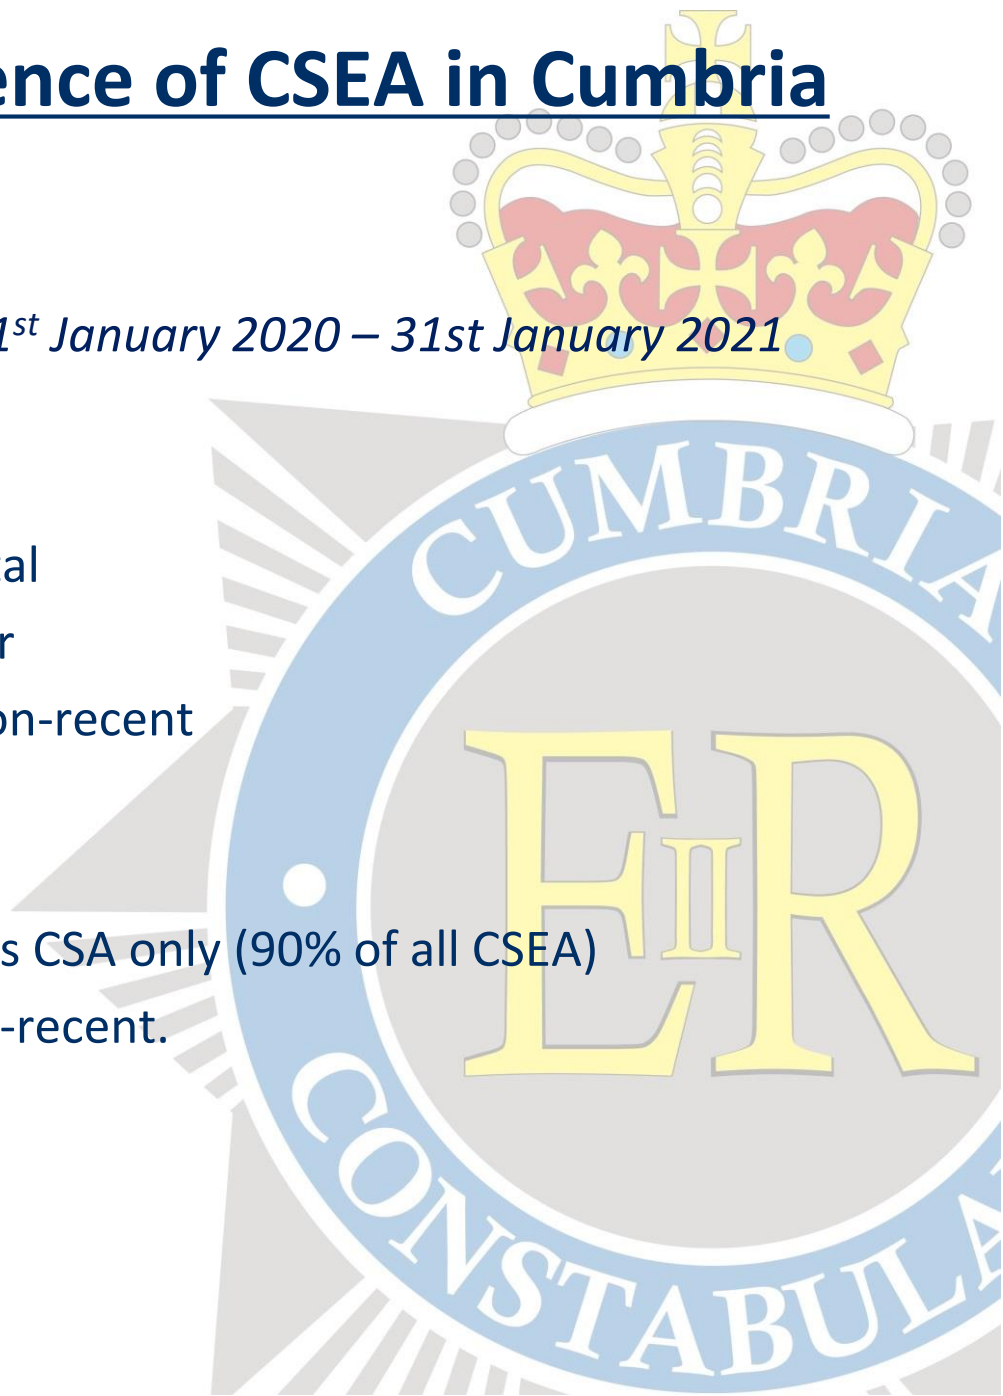 ence of CSEA in Cumbria
1st January 2020 – 31st January 2021
tal
r
on-recent
s CSA only (90% of all CSEA)
-recent.
CUMBRIA
EIIR
CONSTABULA